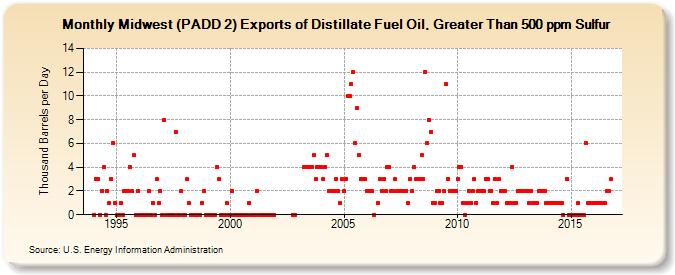 Monthly Midwest (PADD 2) Exports of Distillate Fuel Oil, Greater Than 500 ppm Sulfur
Thousand Barrels per Day
14
12
10
8
6
4
2
0
1995 2000 2005 2010 2015
Source: U.S. Energy Information Administration